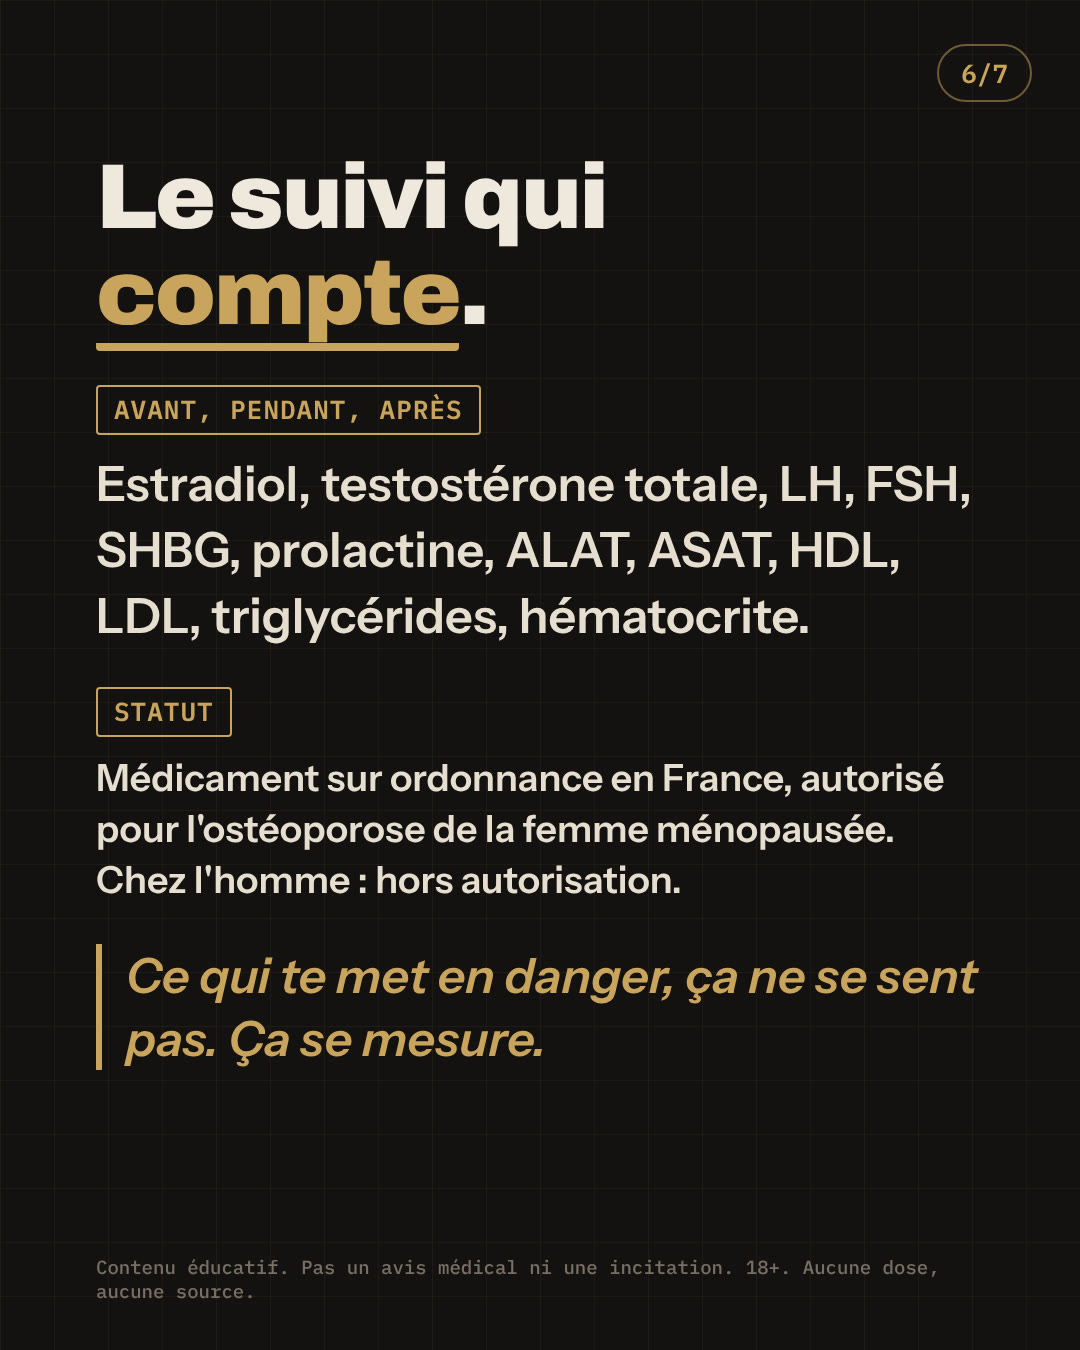 6/7
Le suivi qui
compte.
AVANT, PENDANT, APRÈS
Estradiol, testostérone totale, LH, FSH,
SHBG, prolactine, ALAT, ASAT, HDL,
LDL, triglycérides, hématocrite.
STATUT
Médicament sur ordonnance en France, autorisé
pour l'ostéoporose de la femme ménopausée.
Chez l'homme : hors autorisation.
Ce qui te met en danger, ça ne se sent
pas. Ça se mesure.
Contenu éducatif. Pas un avis médical ni une incitation. 18+. Aucune dose,
aucune source.